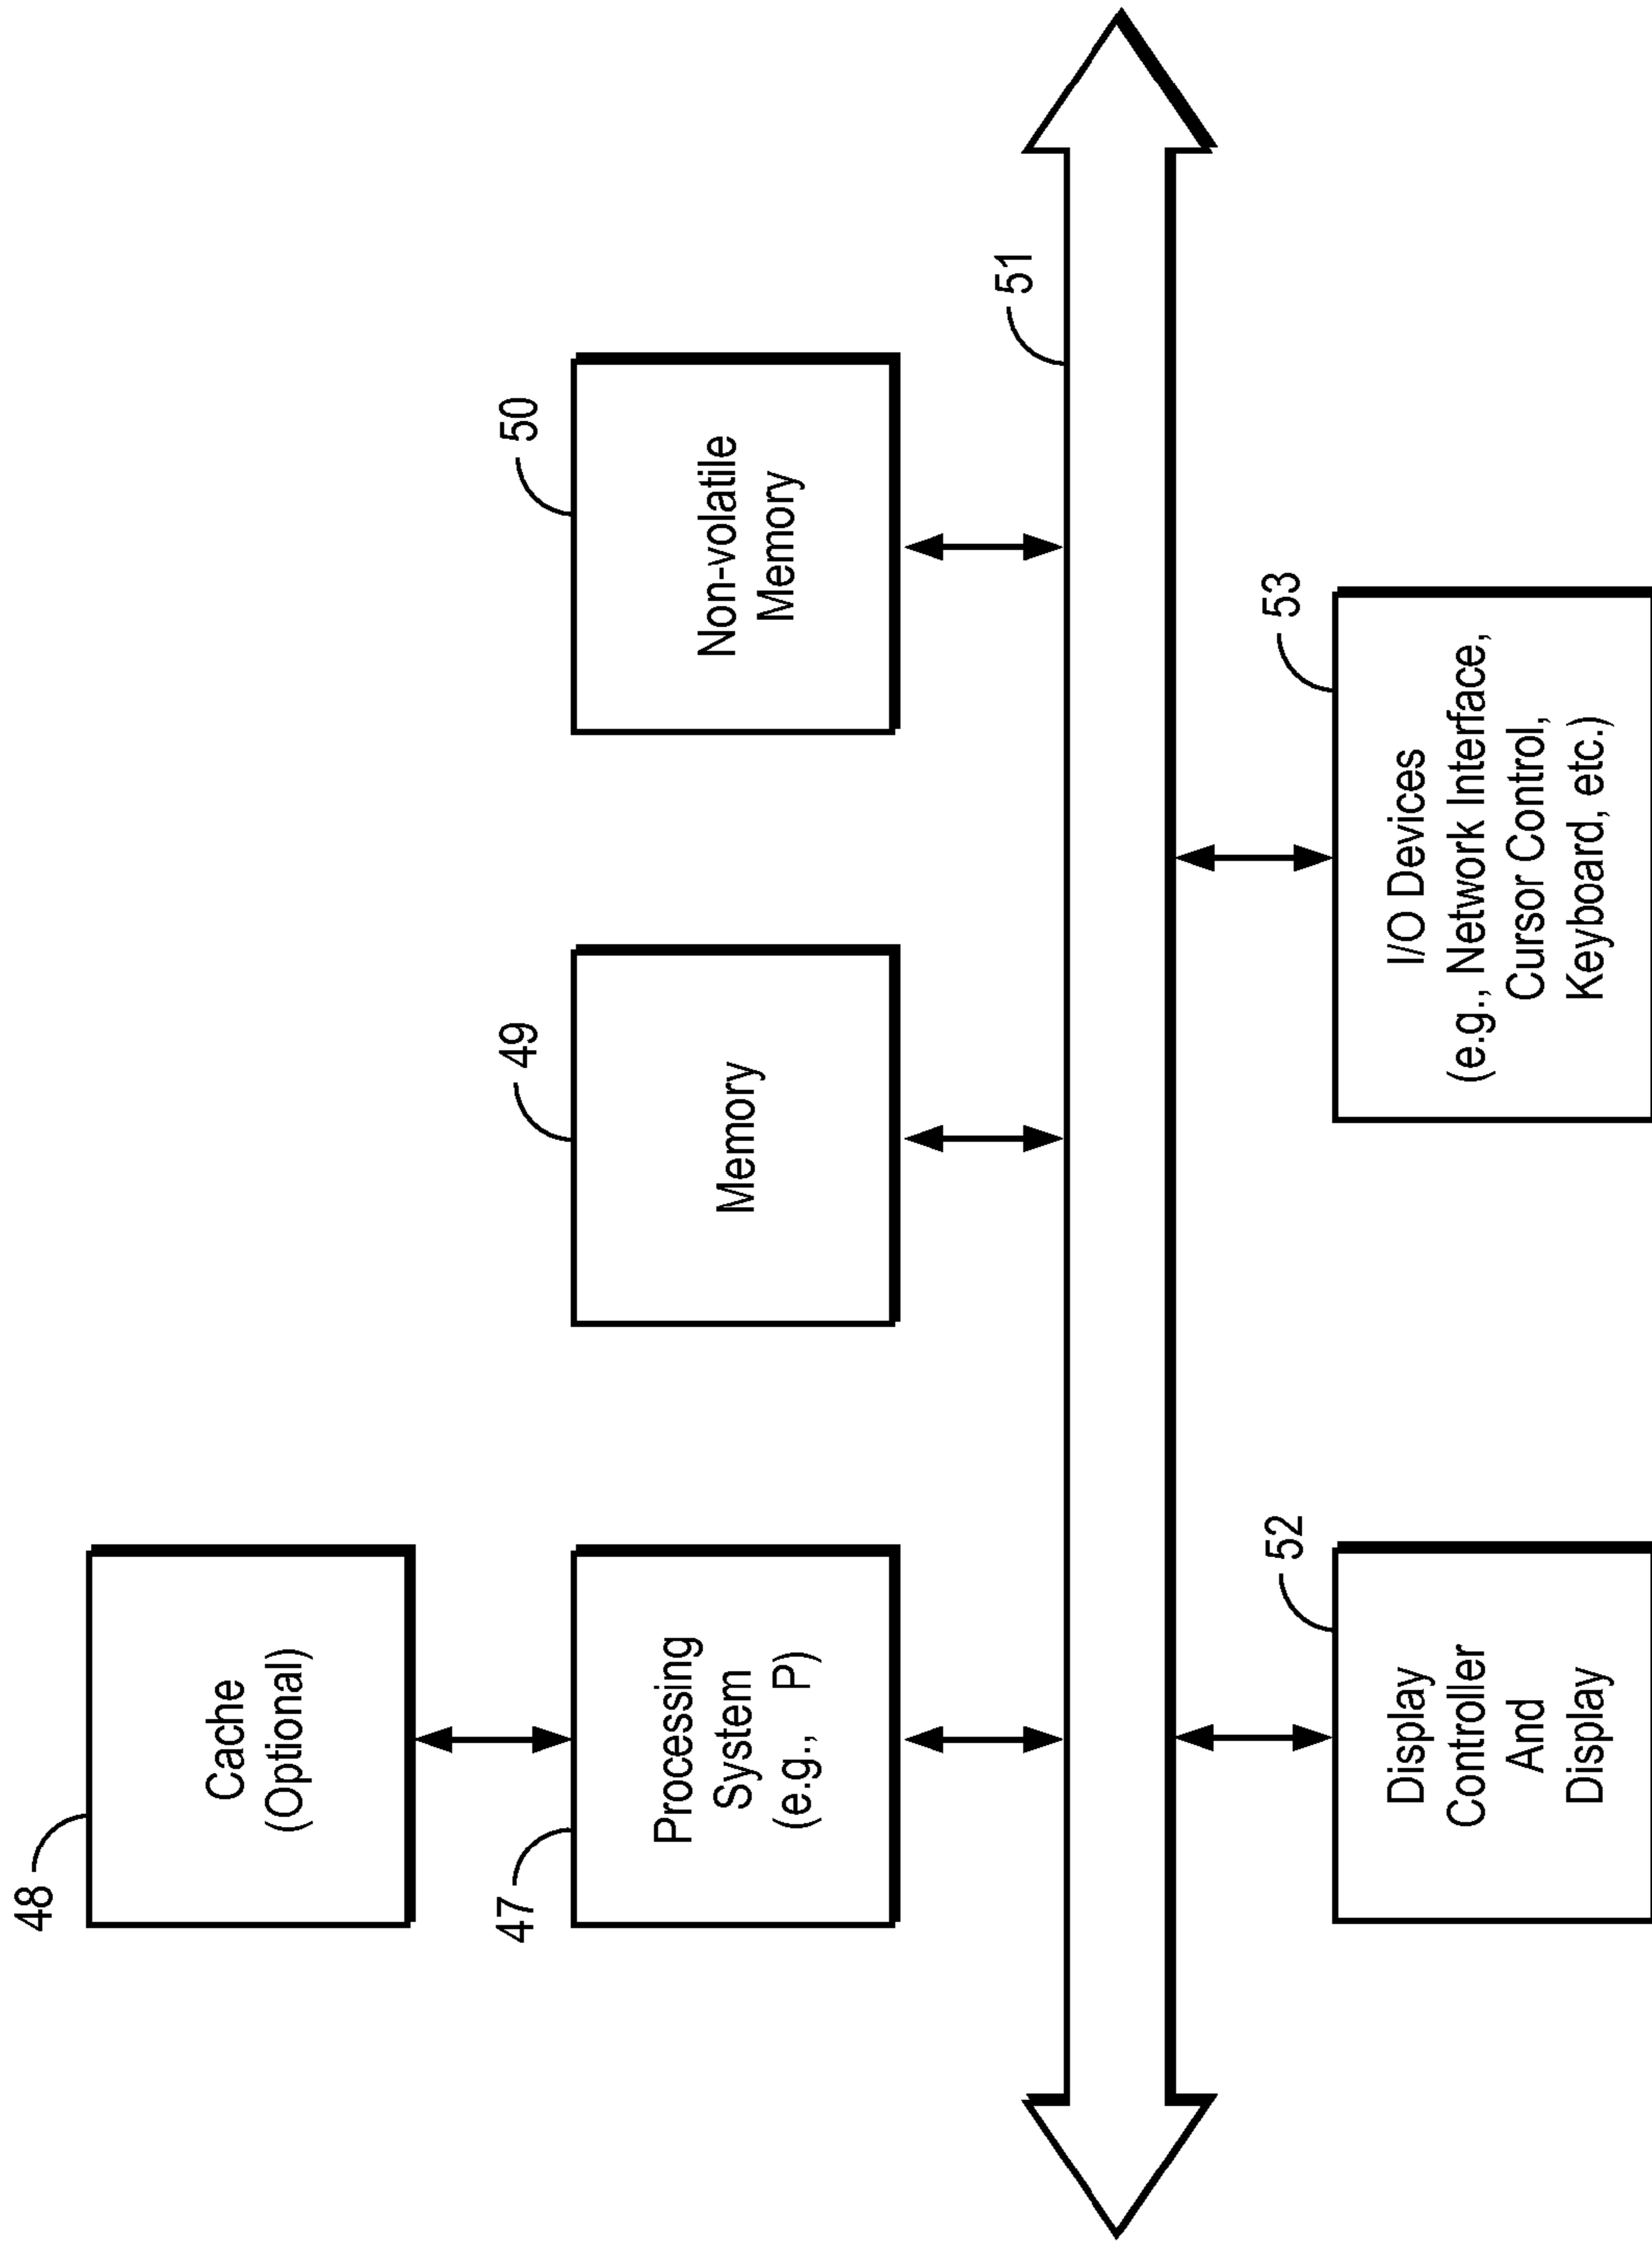 48
Cache
(Optional)
47
Processing
System
(e.g., P)
49
Memory
50
Non-volatile
Memory
51
52
Display
Controller
And
Display
53
I/O Devices
(e.g., Network Interface,
Cursor Control,
Keyboard, etc.)